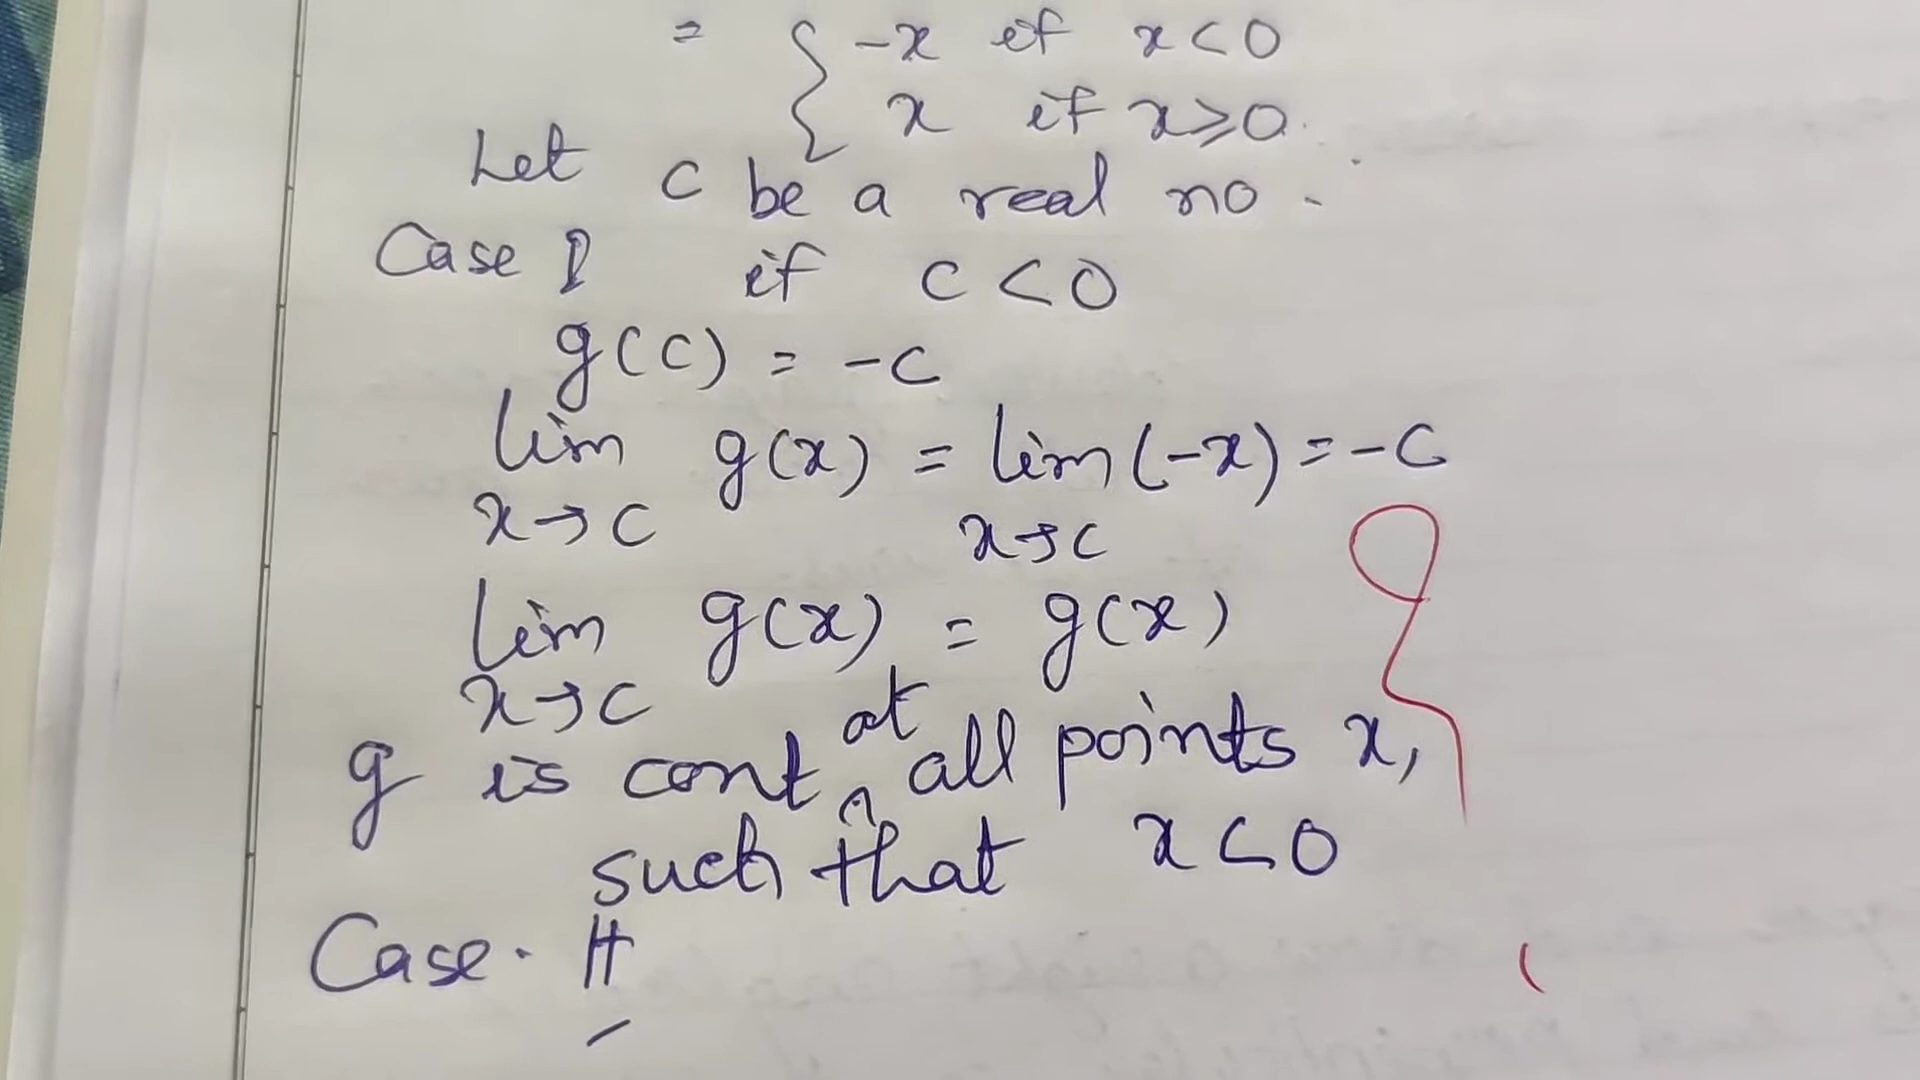 = { -x if x<0
x if x≥0.
Let c be a real no.
Case I if c<0
g(c) = -c
lim g(x) = lim (-x) = -c
x→c x→c
lim g(x) = g(x)
x→c
g is cont at all points x,
such that x<0
Case. II